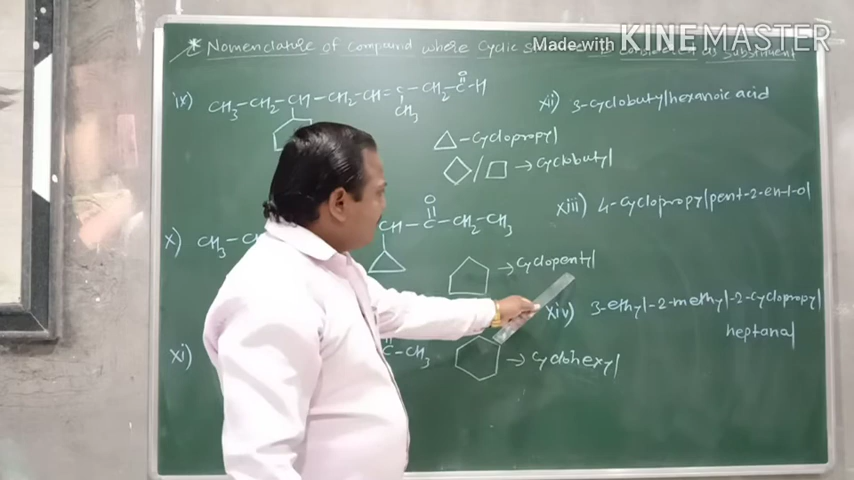 * Nomenclature of compound where cyclic s
Made with KINEMASTER
as substituent
ix) CH3-CH2-CH-CH2-CH=C-CH2-C-H
O
CH3
△-Cyclopropyl
◇/□→Cyclobutyl
x) CH3-
CH-C-CH2-CH3
O
→Cyclopentyl
xi)
C-CH3
→Cyclohexyl
xii) 3-cyclobutylhexanoic acid
xiii) 4-cyclopropylpent-2-en-1-ol
xiv) 3-ethyl-2-methyl-2-cyclopropyl
heptanal